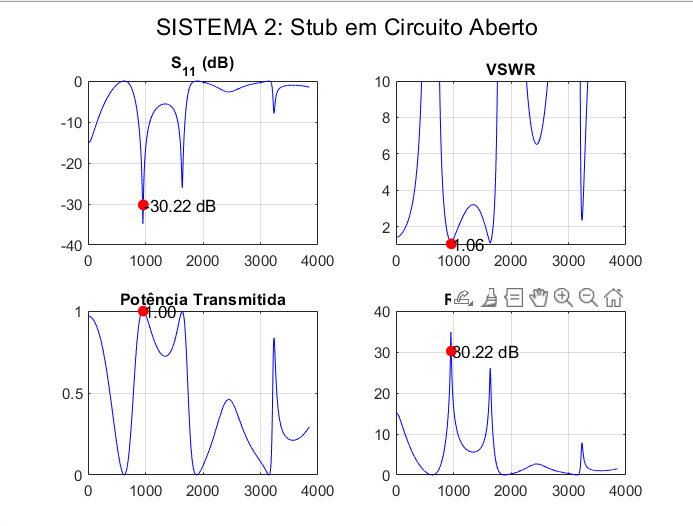 SISTEMA 2: Stub em Circuito Aberto
S11 (dB)
0
-10
-20
-30
-40
-30.22 dB
0 1000 2000 3000 4000
VSWR
10
8
6
4
2
1.06
0 1000 2000 3000 4000
Potência Transmitida
1
0.5
0
1.00
0 1000 2000 3000 4000
40
30
20
10
0
30.22 dB
0 1000 2000 3000 4000